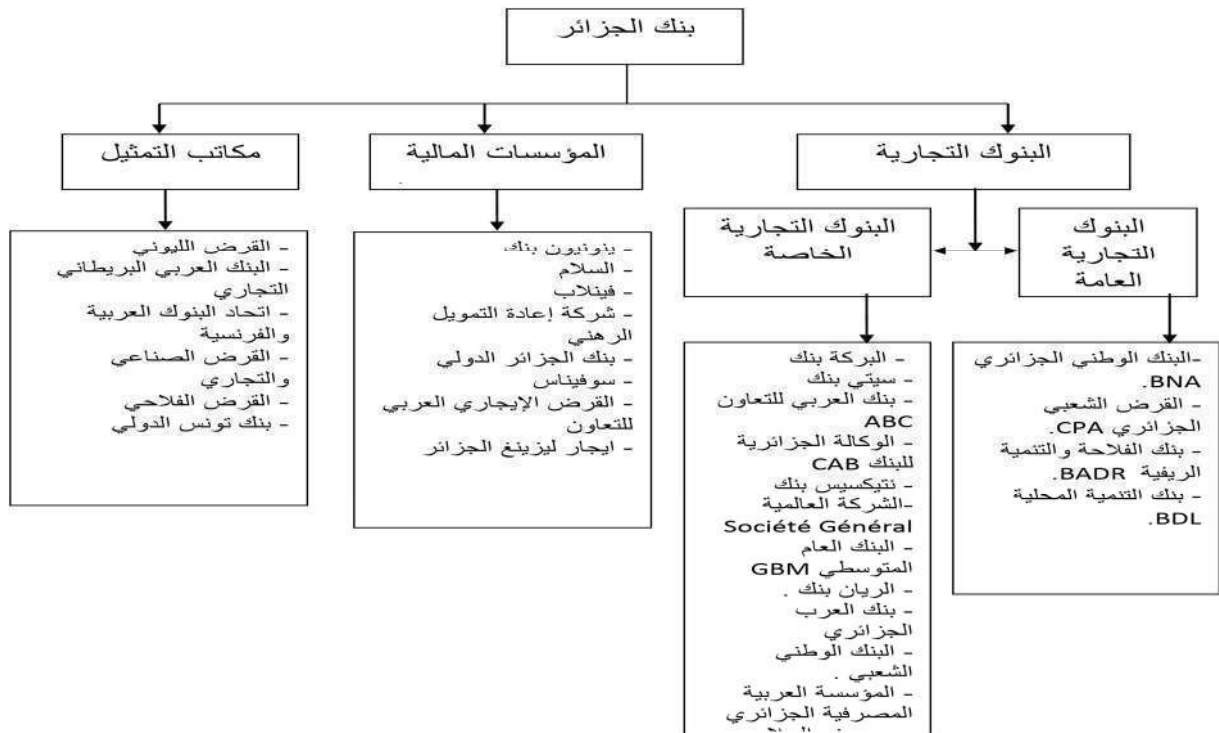 بنك الجزائر
البنوك التجارية
المؤسسات المالية
.
مكاتب التمثيل
البنوك
التجارية
العامة
البنوك التجارية
الخاصة
-البنك الوطني الجزائري
BNA.
- القرض الشعبي
الجزائري CPA.
- بنك الفلاحة والتنمية
الريفية BADR.
- بنك التنمية المحلية
BDL.
- البركة بنك
- سيتي بنك
- بنك العربي للتعاون
ABC
- الوكالة الجزائرية
للبنك CAB
- نتيكسيس بنك
-الشركة العالمية
Société Général
- البنك العام
المتوسطي GBM
- الريان بنك .
- بنك العرب
الجزائري
- البنك الوطني
الشعبي .
- المؤسسة العربية
المصرفية الجزائري
- ينونيون بنك
- السلام
- فينلاب
- شركة إعادة التمويل
الرهني
- بنك الجزائر الدولي
- سوفيناس
- القرض الإيجاري العربي
للتعاون
- ايجار ليزينغ الجزائر
- القرض الليوني
- البنك العربي البريطاني
التجاري
- اتحاد البنوك العربية
والفرنسية
- القرض الصناعي
والتجاري
- القرض الفلاحي
- بنك تونس الدولي